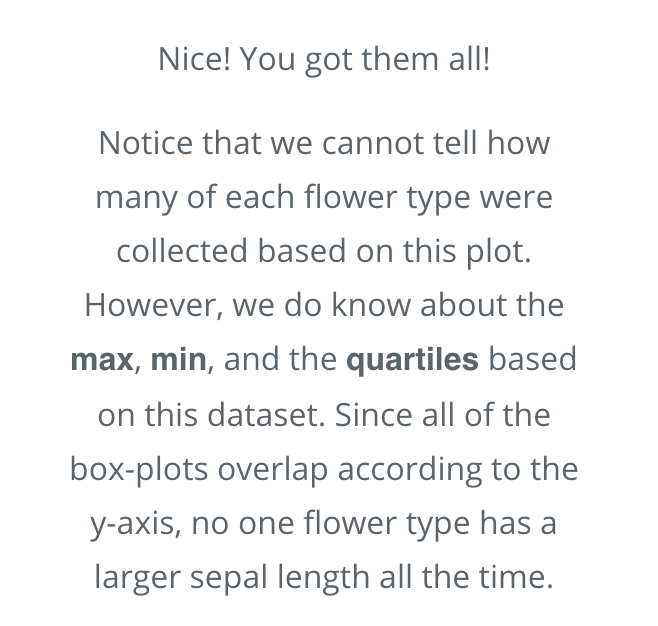 Nice! You got them all!
Notice that we cannot tell how
many of each flower type were
collected based on this plot.
However, we do know about the
max, min, and the quartiles based
on this dataset. Since all of the
box-plots overlap according to the
y-axis, no one flower type has a
larger sepal length all the time.